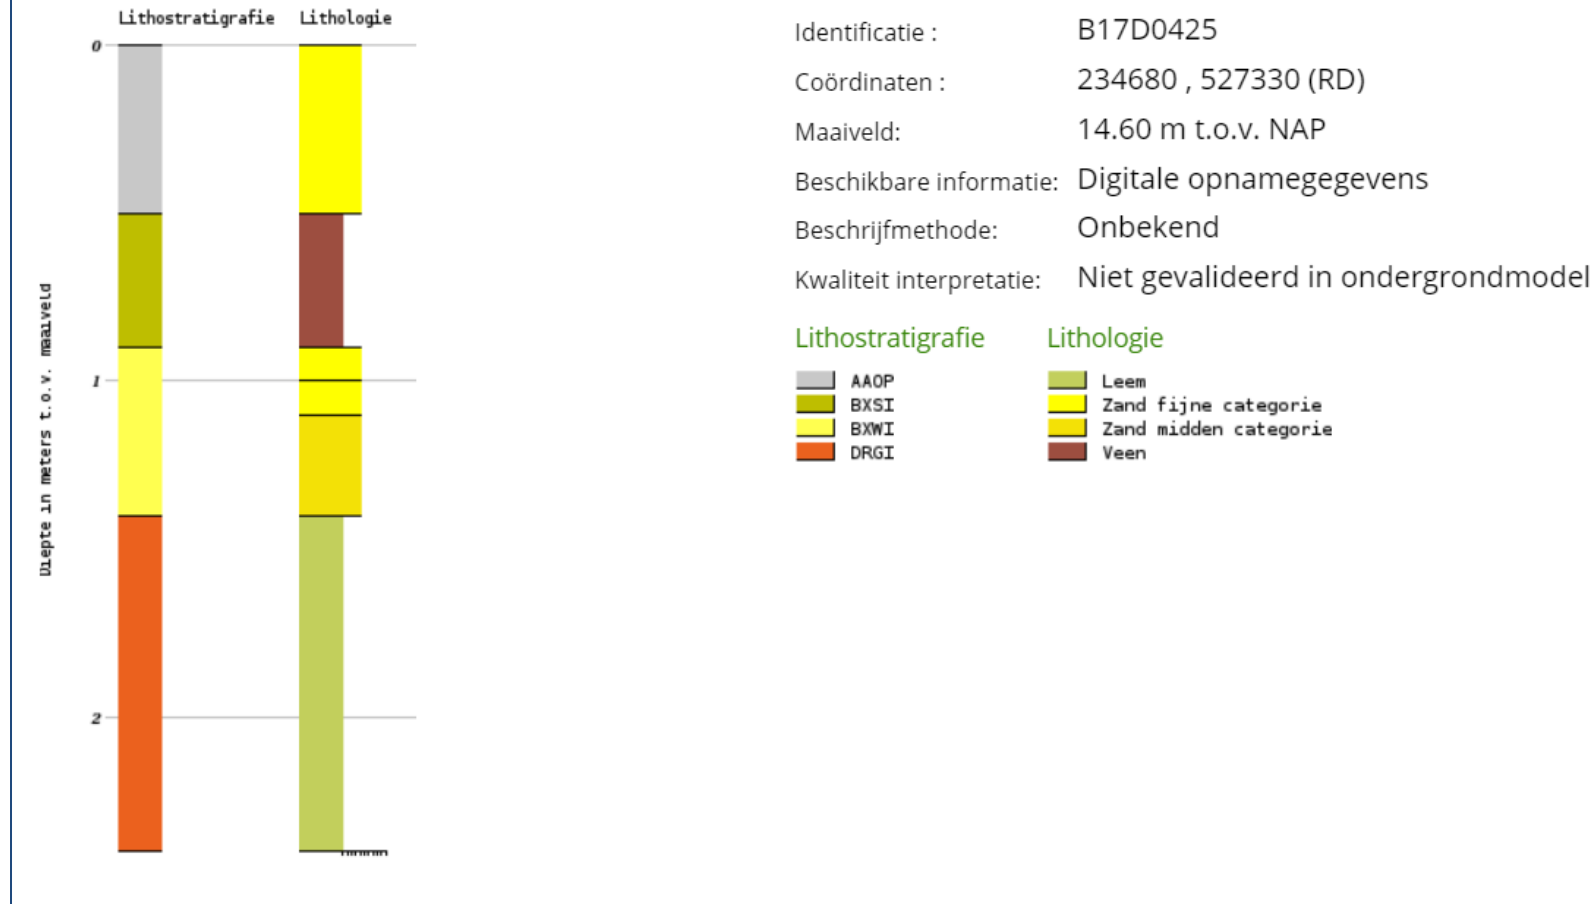 Lithostratigrafie Lithologie
0
1
2
Diepte in meters t.o.v. maaiveld
Identificatie : B17D0425
Coördinaten : 234680 , 527330 (RD)
Maaiveld: 14.60 m t.o.v. NAP
Beschikbare informatie: Digitale opnamegegevens
Beschrijfmethode: Onbekend
Kwaliteit interpretatie: Niet gevalideerd in ondergrondmodel
Lithostratigrafie Lithologie
AAOP Leem
BXSI Zand fijne categorie
BXWI Zand midden categorie
DRGI Veen